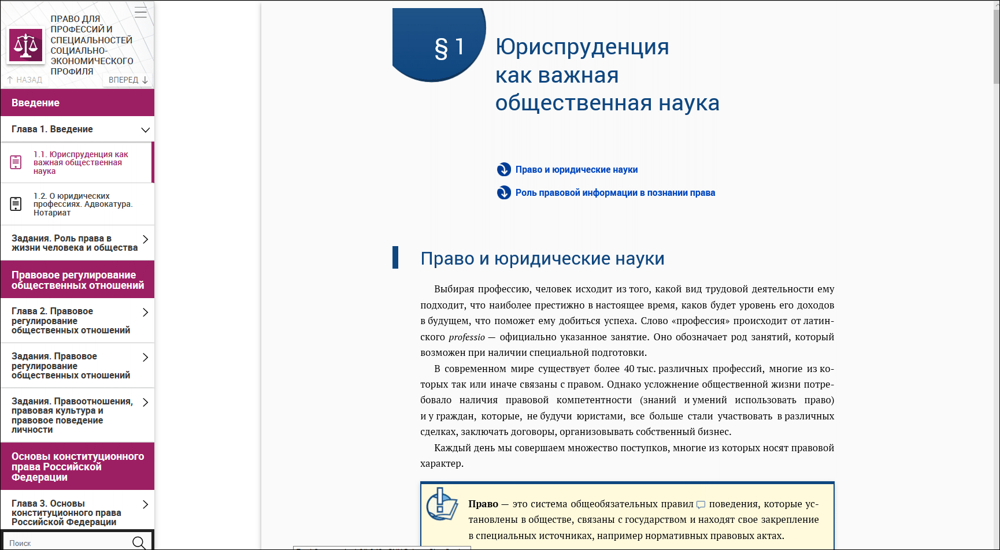 ПРАВО ДЛЯ
ПРОФЕССИЙ И
СПЕЦИАЛЬНОСТЕЙ
СОЦИАЛЬНО-
ЭКОНОМИЧЕСКОГО
ПРОФИЛЯ
НАЗАД
ВПЕРЕД
Введение
Глава 1. Введение
1.1. Юриспруденция как
важная общественная
наука
1.2. О юридических
профессиях. Адвокатура.
Нотариат
Задания. Роль права в
жизни человека и общества
Правовое регулирование
общественных отношений
Глава 2. Правовое
регулирование
общественных отношений
Задания. Правовое
регулирование
общественных отношений
Задания. Правоотношения,
правовая культура и
правовое поведение
личности
Основы конституционного
права Российской
Федерации
Глава 3. Основы
конституционного права
Российской Федерации
Поиск
§ 1
Юриспруденция
как важная
общественная наука
Право и юридические науки
Роль правовой информации в познании права
Право и юридические науки
Выбирая профессию, человек исходит из того, какой вид трудовой деятельности ему
подходит, что наиболее престижно в настоящее время, каков будет уровень его доходов
в будущем, что поможет ему добиться успеха. Слово «профессия» происходит от латин-
ского professio — официально указанное занятие. Оно обозначает род занятий, который
возможен при наличии специальной подготовки.
В современном мире существует более 40 тыс. различных профессий, многие из ко-
торых так или иначе связаны с правом. Однако усложнение общественной жизни потре-
бовало наличия правовой компетентности (знаний и умений использовать право)
и у граждан, которые, не будучи юристами, все больше стали участвовать в различных
сделках, заключать договоры, организовывать собственный бизнес.
Каждый день мы совершаем множество поступков, многие из которых носят правовой
характер.
Право — это система общеобязательных правил поведения, которые ус-
тановлены в обществе, связаны с государством и находят свое закрепление
в специальных источниках, например нормативных правовых актах.